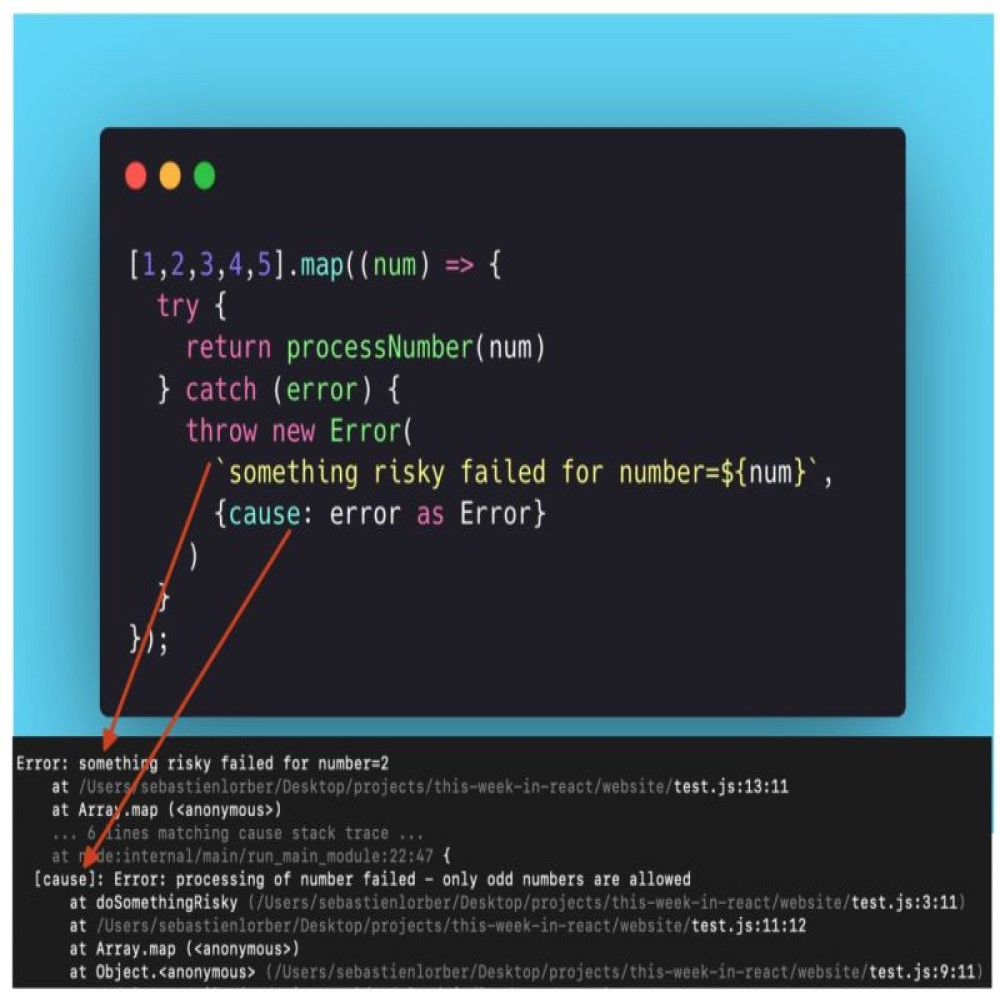 [1,2,3,4,5].map((num) => {
try {
return processNumber(num)
} catch (error) {
throw new Error(
`something risky failed for number=${num}`,
{cause: error as Error}
)
}
});
Error: something risky failed for number=2
at /Users/sebastienlorber/Desktop/projects/this-week-in-react/website/test.js:13:11
at Array.map (<anonymous>)
... 6 lines matching cause stack trace ...
at node:internal/main/run_main_module:22:47 {
[cause]: Error: processing of number failed – only odd numbers are allowed
at doSomethingRisky (/Users/sebastienlorber/Desktop/projects/this-week-in-react/website/test.js:3:11)
at /Users/sebastienlorber/Desktop/projects/this-week-in-react/website/test.js:11:12
at Array.map (<anonymous>)
at Object.<anonymous> (/Users/sebastienlorber/Desktop/projects/this-week-in-react/website/test.js:9:11)